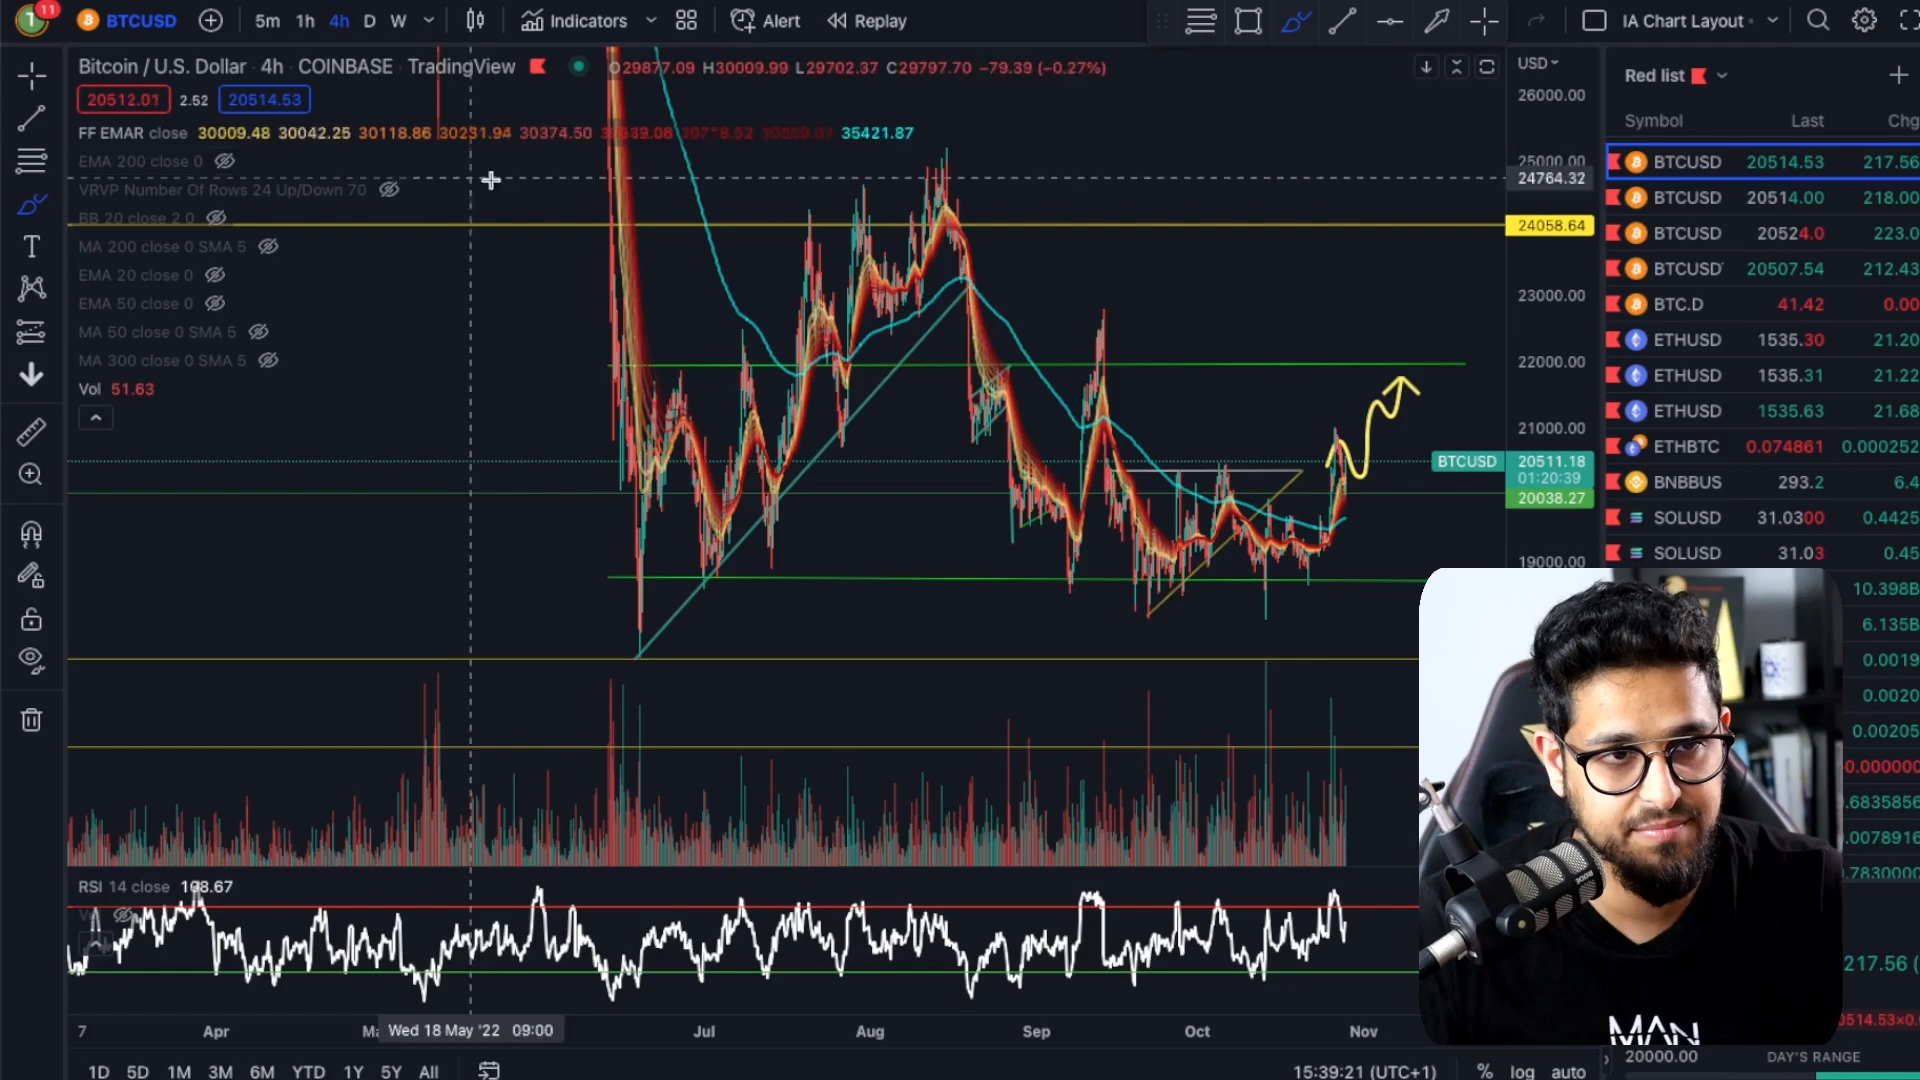 11
BTCUSD 5m 1h 4h D W Indicators Alert Replay IA Chart Layout
Bitcoin / U.S. Dollar 4h COINBASE TradingView O29877.09 H30009.99 L29702.37 C29797.70 −79.39 (−0.27%)
20512.01 2.52 20514.53
FF EMAR close 30009.48 30042.25 30118.86 30231.94 30374.50 35421.87
EMA 200 close 0
VRVP Number Of Rows 24 Up/Down 70
BB 20 close 2 0
MA 200 close 0 SMA 5
EMA 20 close 0
EMA 50 close 0
MA 50 close 0 SMA 5
MA 300 close 0 SMA 5
Vol 51.63
USD
26000.00
25000.00
24764.32
24058.64
23000.00
22000.00
21000.00
BTCUSD 20511.18
01:20:39
20038.27
19000.00
Red list
Symbol Last Chg
BTCUSD 20514.53 217.56
BTCUSD 20514.00 218.00
BTCUSD 20524.0 223.0
BTCUSD 20507.54 212.43
BTC.D 41.42 0.00
ETHUSD 1535.30 21.20
ETHUSD 1535.31 21.22
ETHUSD 1535.63 21.68
ETHBTC 0.074861 0.000252
BNBBUS 293.2 6.4
SOLUSD 31.0300 0.4425
SOLUSD 31.03 0.45
10.398B
6.135B
0.0019
0.0020
0.00205
0.000000
.6835856
.0078916
.7830000
217.56 (
0514.53×0.
RSI 14 close 108.67
7 Apr Wed 18 May '22 09:00 Jul Aug Sep Oct Nov
MAN
20000.00 DAY'S RANGE
1D 5D 1M 3M 6M YTD 1Y 5Y All 15:39:21 (UTC+1) % log auto
RODE